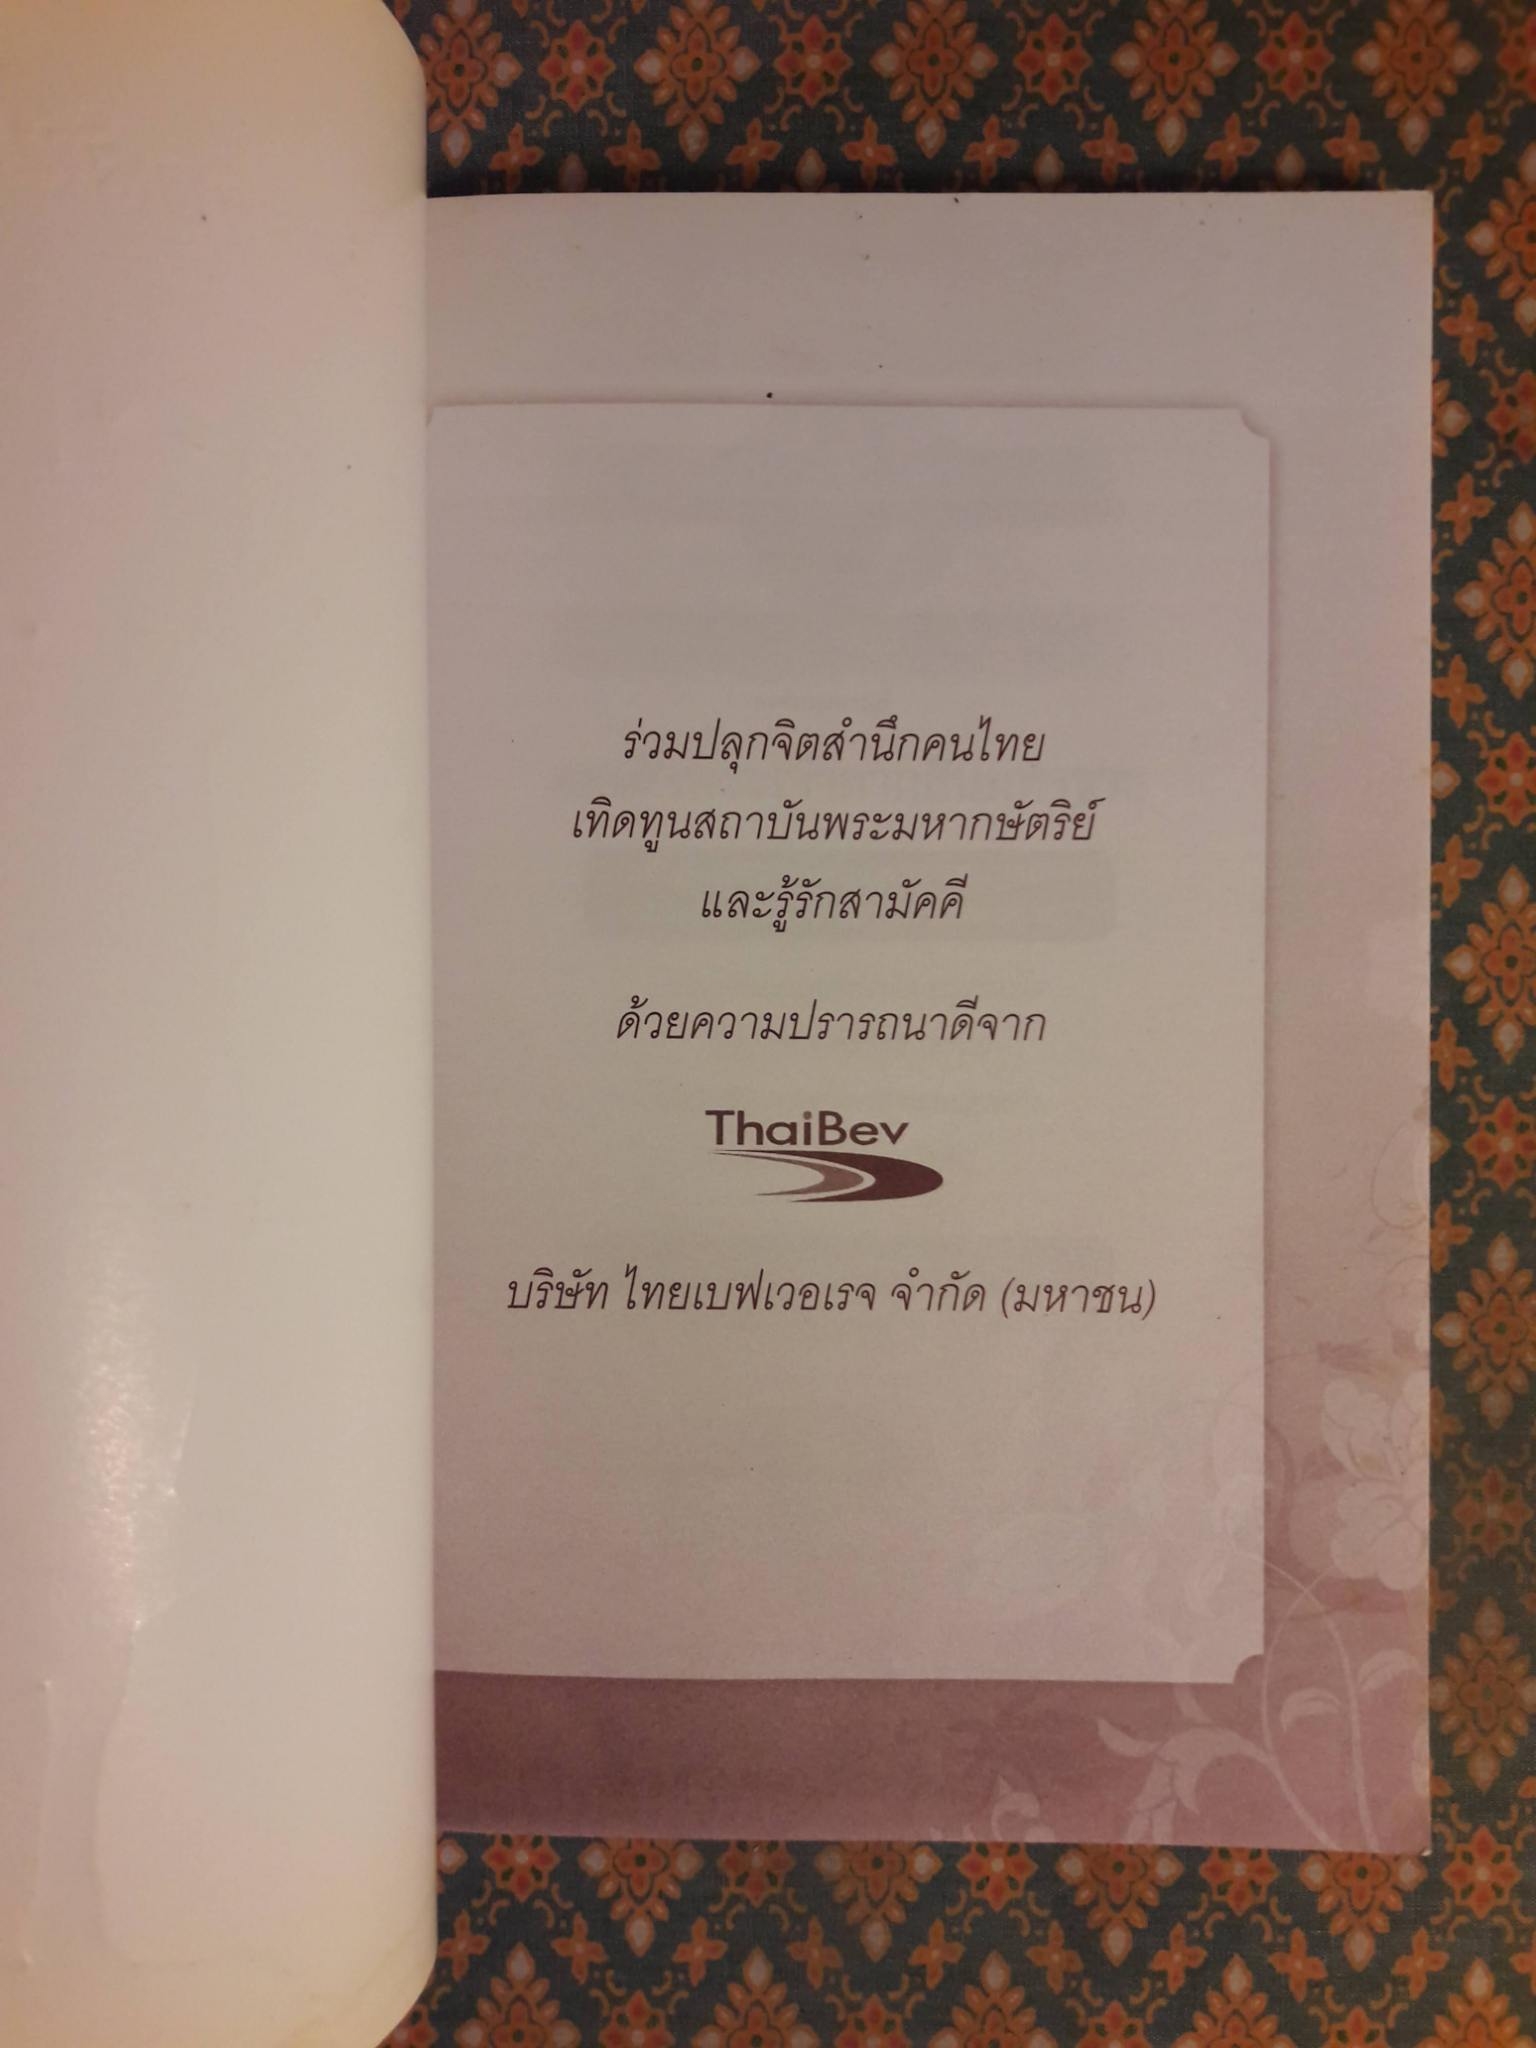 ร่วมปลุกจิตสำนึกคนไทย
เทิดทูนสถาบันพระมหากษัตริย์
และรู้รักสามัคคี
ด้วยความปรารถนาดีจาก
ThaiBev
บริษัท ไทยเบฟเวอเรจ จำกัด (มหาชน)